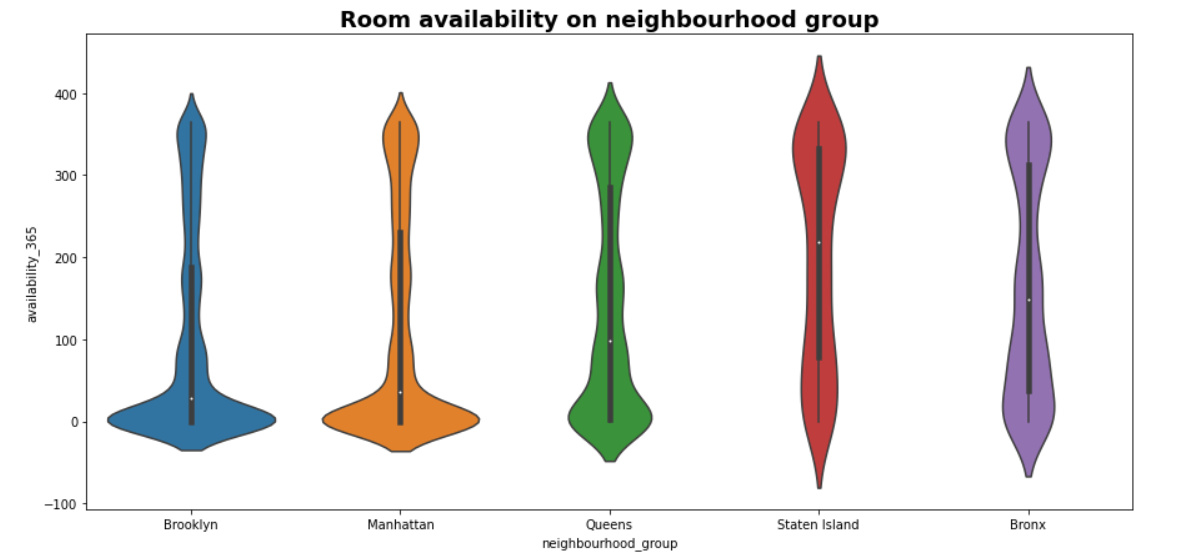 Room availability on neighbourhood group
availability_365
400
300
200
100
0
−100
Brooklyn Manhattan Queens Staten Island Bronx
neighbourhood_group